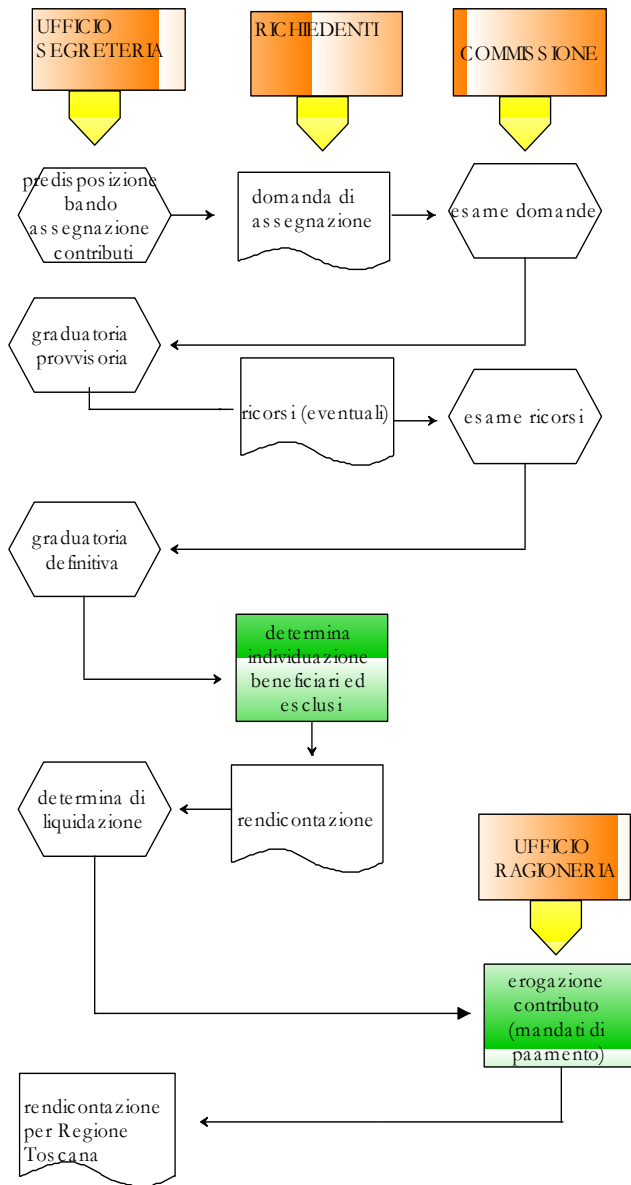 UFFICIO
SEGRETERIA
RICHIEDENTI
COMMISSIONE
predisposizione
bando
assegnazione
contributi
domanda di
assegnazione
esame domande
graduatoria
provvisoria
ricorsi (eventuali)
esame ricorsi
graduatoria
definitiva
determina
individuazione
beneficiari ed
esclusi
determina di
liquidazione
rendicontazione
UFFICIO
RAGIONERIA
erogazione
contributo
(mandati di
paamento)
rendicontazione
per Regione
Toscana